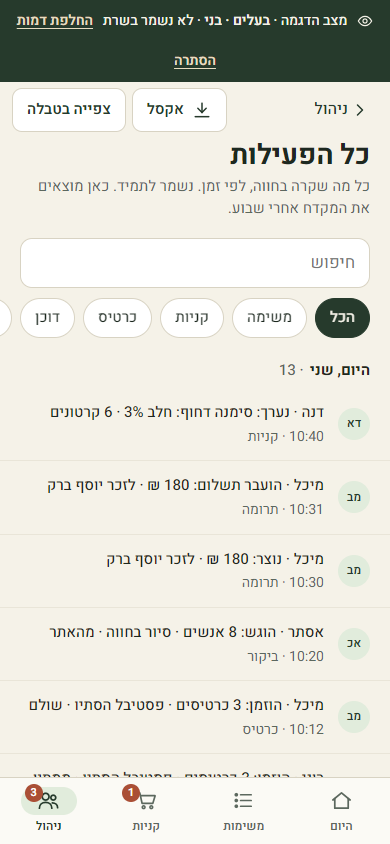 מצב הדגמה · בעלים · בני · לא נשמר בשרת החלפת דמות
הסתרה
ניהול
אקסל
צפייה בטבלה
כל הפעילות
כל מה שקרה בחווה, לפי זמן. נשמר לתמיד. כאן מוצאים
את המקדח אחרי שבוע.
חיפוש
הכל
משימה
קניות
כרטיס
דוכן
היום, שני · 13
דא
דנה · נערך: סימנה דחוף: חלב 3% · 6 קרטונים
10:40 · קניות
מב
מיכל · הועבר תשלום: 180 ₪ · לזכר יוסף ברק
10:31 · תרומה
מב
מיכל · נוצר: 180 ₪ · לזכר יוסף ברק
10:30 · תרומה
אכ
אסתר · הוגש: 8 אנשים · סיור בחווה · מהאתר
10:20 · ביקור
מב
מיכל · הוזמן: 3 כרטיסים · פסטיבל הסתיו · שולם
10:12 · כרטיס
הבית
משימות
1
קניות
3
ניהול